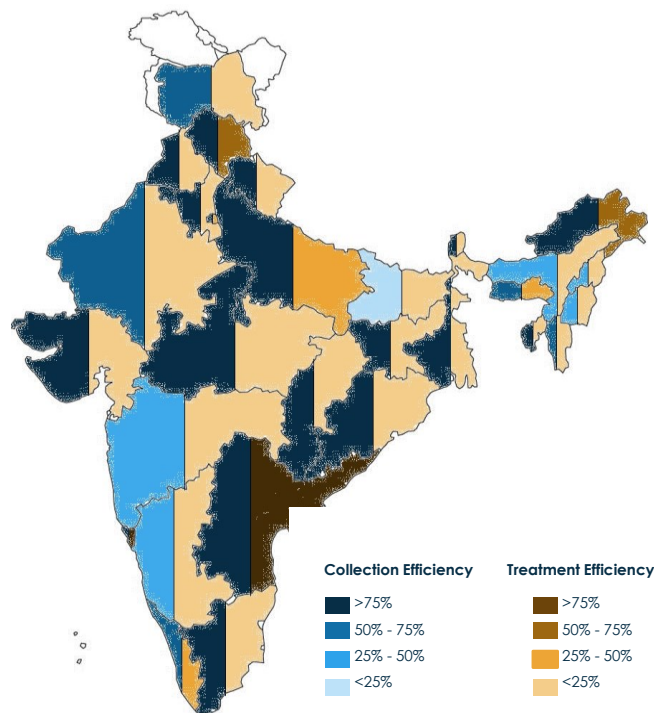 Collection Efficiency Treatment Efficiency
>75% >75%
50% - 75% 50% - 75%
25% - 50% 25% - 50%
<25% <25%